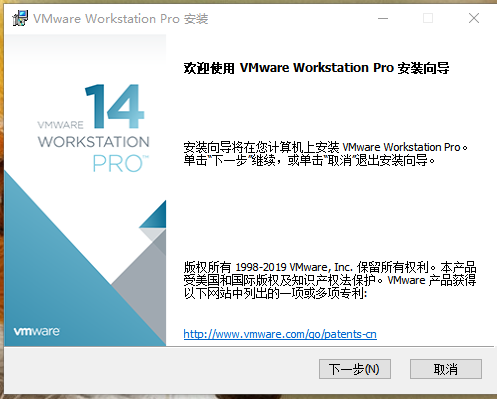 VMware Workstation Pro 安装
14
VMWARE
WORKSTATION
PRO™
vmware
欢迎使用 VMware Workstation Pro 安装向导
安装向导将在您计算机上安装 VMware Workstation Pro。
单击“下一步”继续，或单击“取消”退出安装向导。
版权所有 1998-2019 VMware, Inc. 保留所有权利。本产品
受美国和国际版权及知识产权法保护。VMware 产品获得
以下网站中列出的一项或多项专利:
http://www.vmware.com/go/patents-cn
下一步(N)
取消